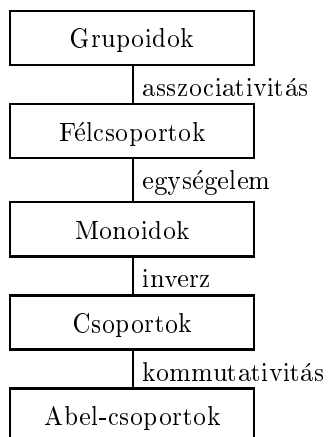 Grupoidok
asszociativitás
Félcsoportok
egységelem
Monoidok
inverz
Csoportok
kommutativitás
Abel-csoportok